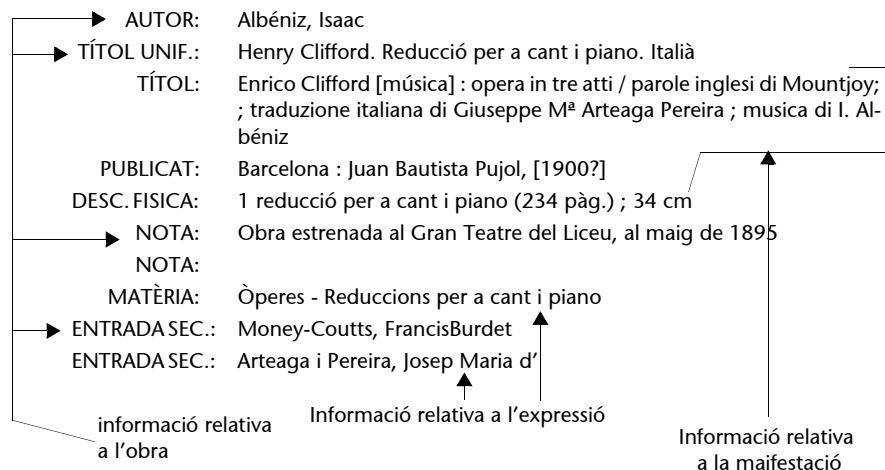 AUTOR: Albéniz, Isaac
TÍTOL UNIF.: Henry Clifford. Reducció per a cant i piano. Italià
TÍTOL: Enrico Clifford [música] : opera in tre atti / parole inglesi di Mountjoy;
; traduzione italiana di Giuseppe Mª Arteaga Pereira ; musica di I. Al-
béniz
PUBLICAT: Barcelona : Juan Bautista Pujol, [1900?]
DESC. FISICA: 1 reducció per a cant i piano (234 pàg.) ; 34 cm
NOTA: Obra estrenada al Gran Teatre del Liceu, al maig de 1895
NOTA:
MATÈRIA: Òperes - Reduccions per a cant i piano
ENTRADA SEC.: Money-Coutts, FrancisBurdet
ENTRADA SEC.: Arteaga i Pereira, Josep Maria d’
informació relativa
a l’obra
Informació relativa a l’expressió
Informació relativa
a la maifestació